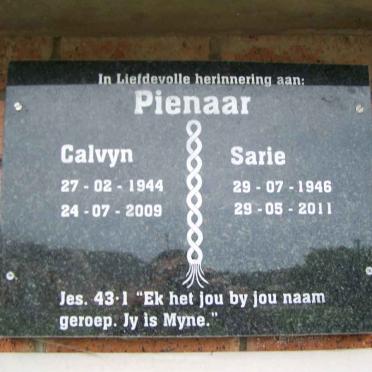 In Liefdevolle herinnering aan:
Pienaar
Calvyn
27 - 02 - 1944
24 - 07 - 2009
Sarie
29 - 07 - 1946
29 - 05 - 2011
Jes. 43·1 "Ek het jou by jou naam
geroep. Jy is Myne."